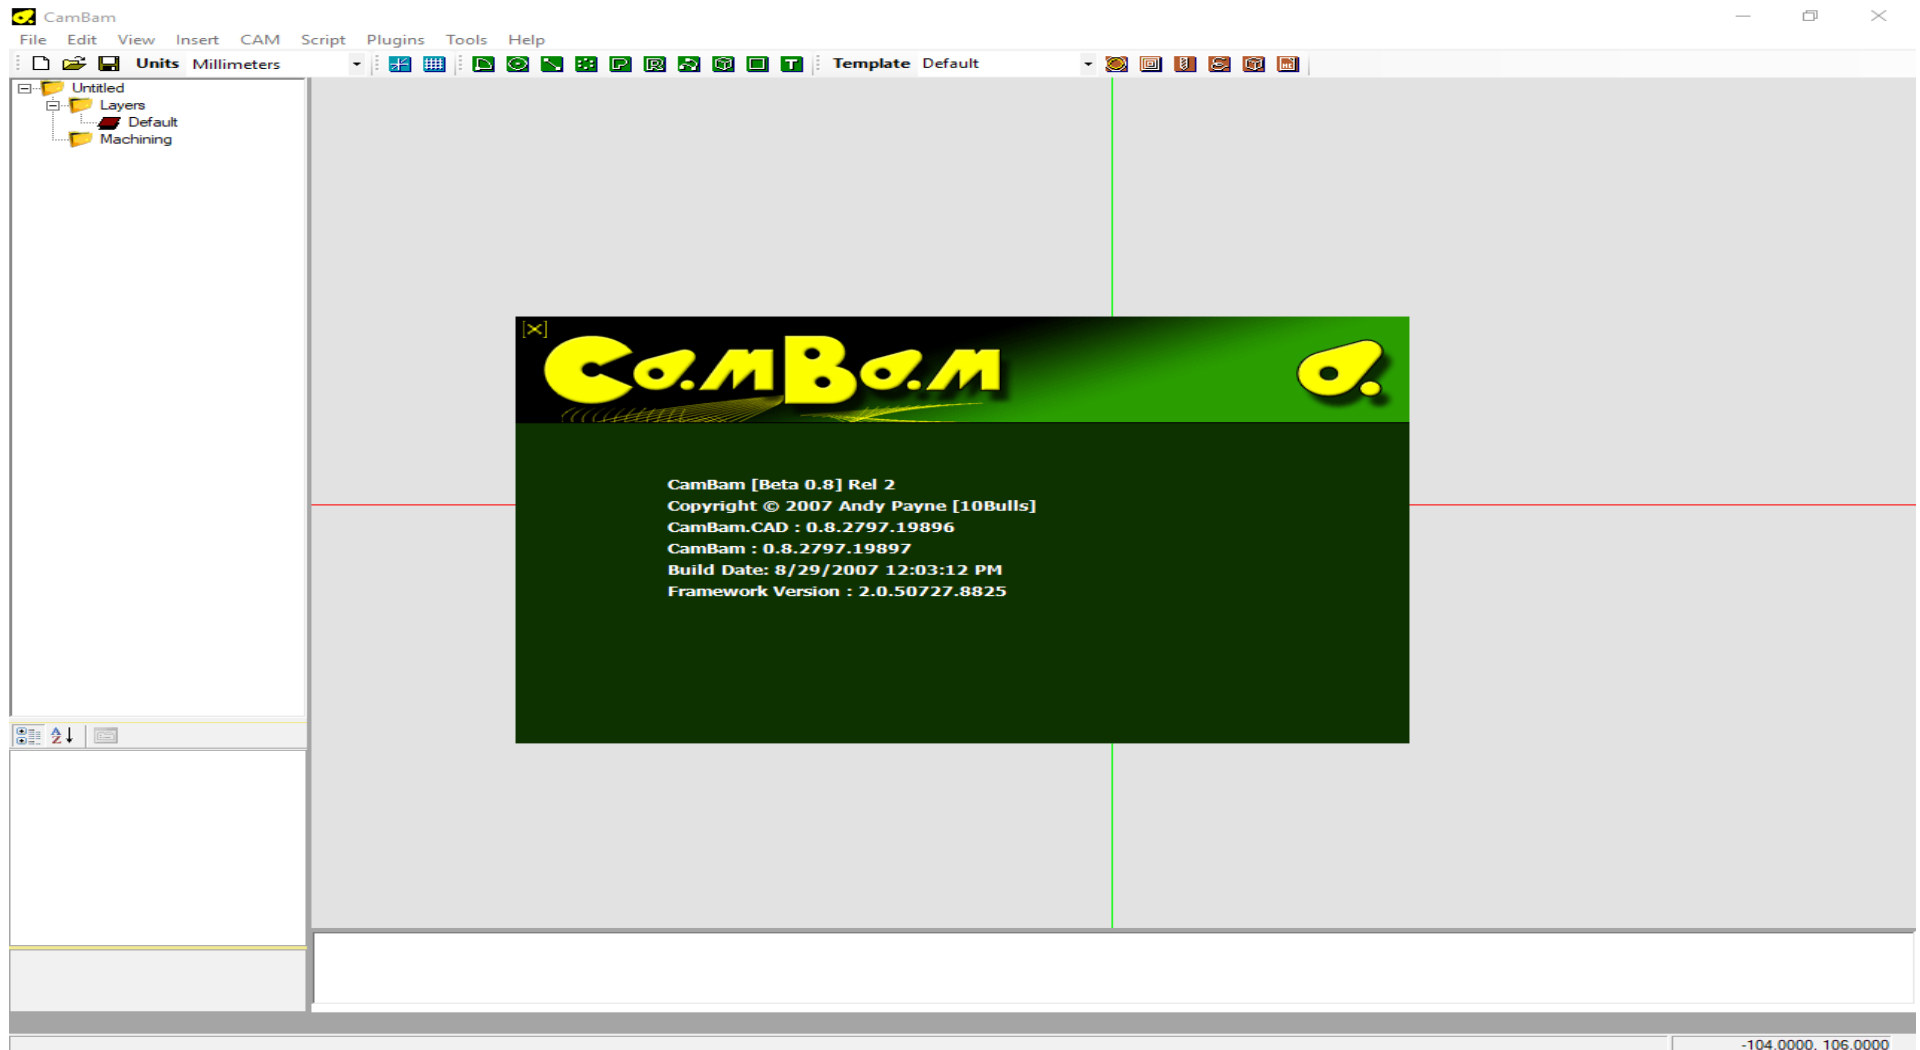 CamBam
File Edit View Insert CAM Script Plugins Tools Help
Units Millimeters Template Default
Untitled
Layers
Default
Machining
[X]
CamBam
CamBam [Beta 0.8] Rel 2
Copyright © 2007 Andy Payne [10Bulls]
CamBam.CAD : 0.8.2797.19896
CamBam : 0.8.2797.19897
Build Date: 8/29/2007 12:03:12 PM
Framework Version : 2.0.50727.8825
-104.0000, 106.0000